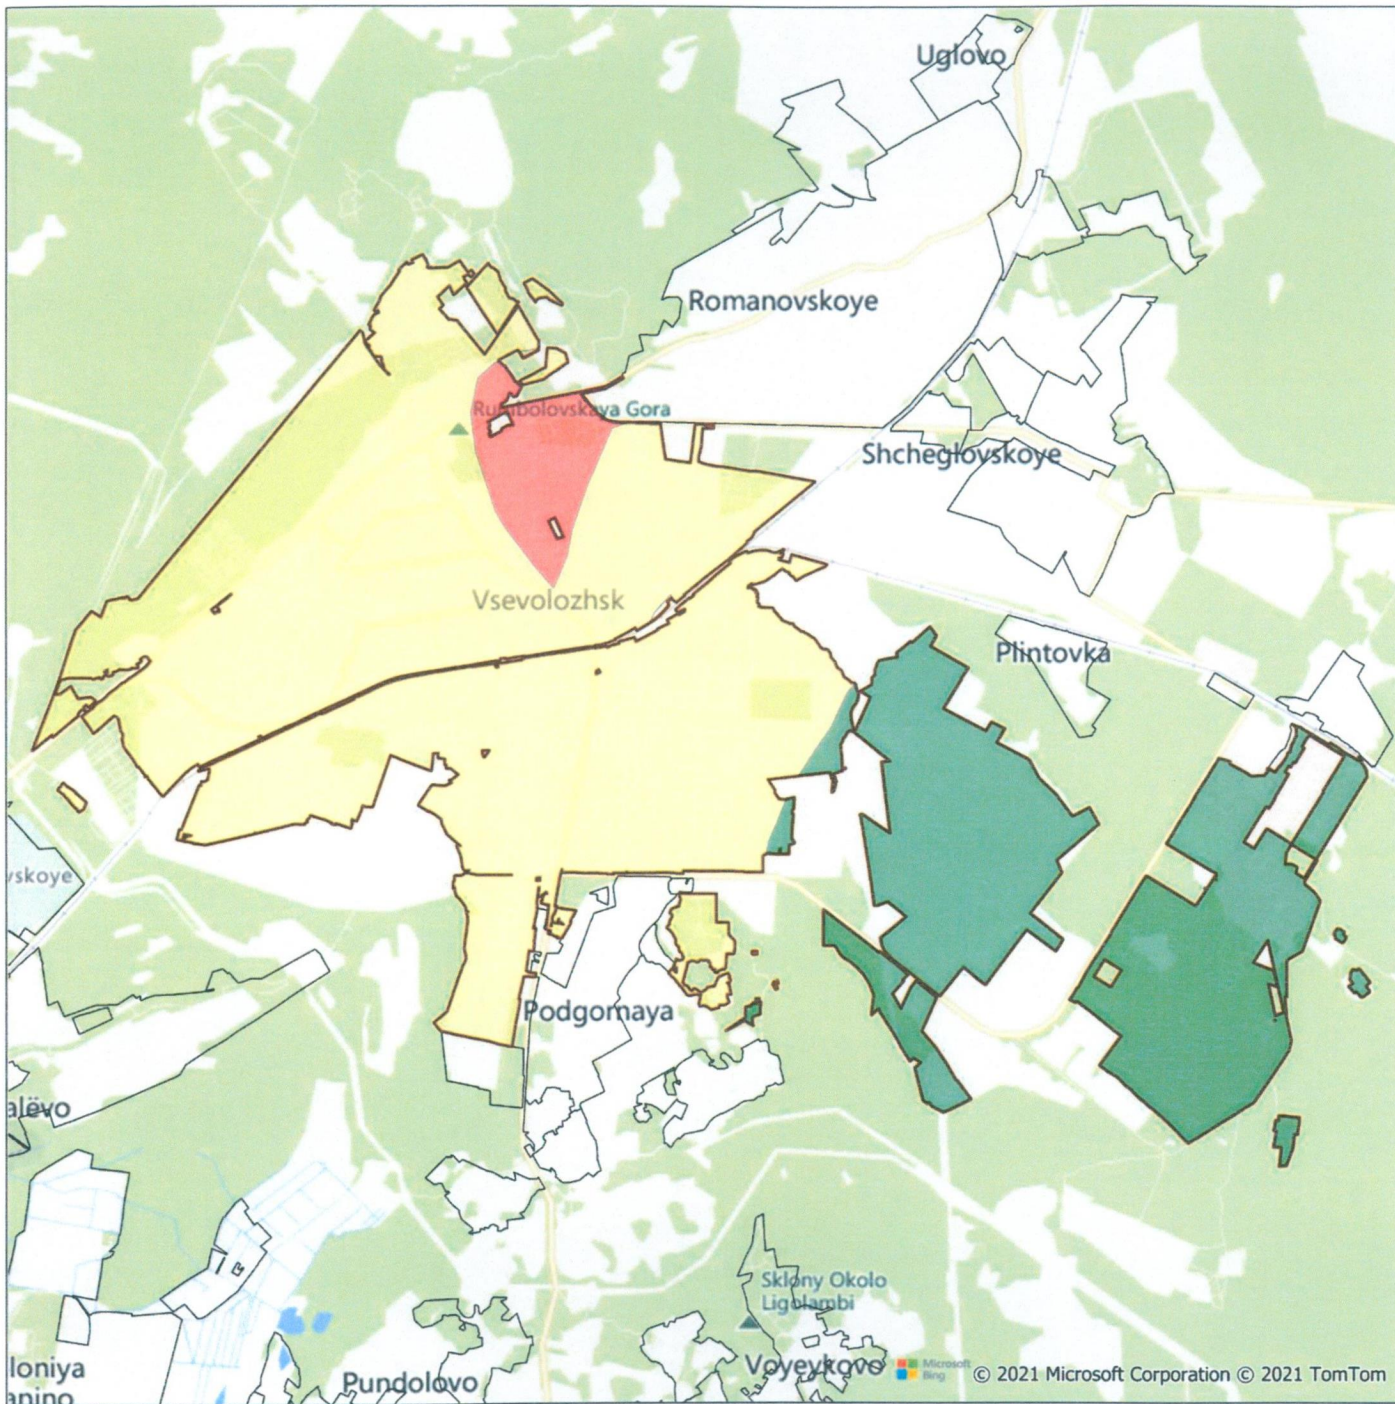 Uglovo
Romanovskoye
Rumbolovskaya Gora
Shcheglovskoye
Vsevolozhsk
Plintovka
vskoye
Podgornaya
alëvo
Sklony Okolo
Ligolambi
loniya
anino
Pundolovo
Voyeykovo
Microsoft
Bing
© 2021 Microsoft Corporation © 2021 TomTom